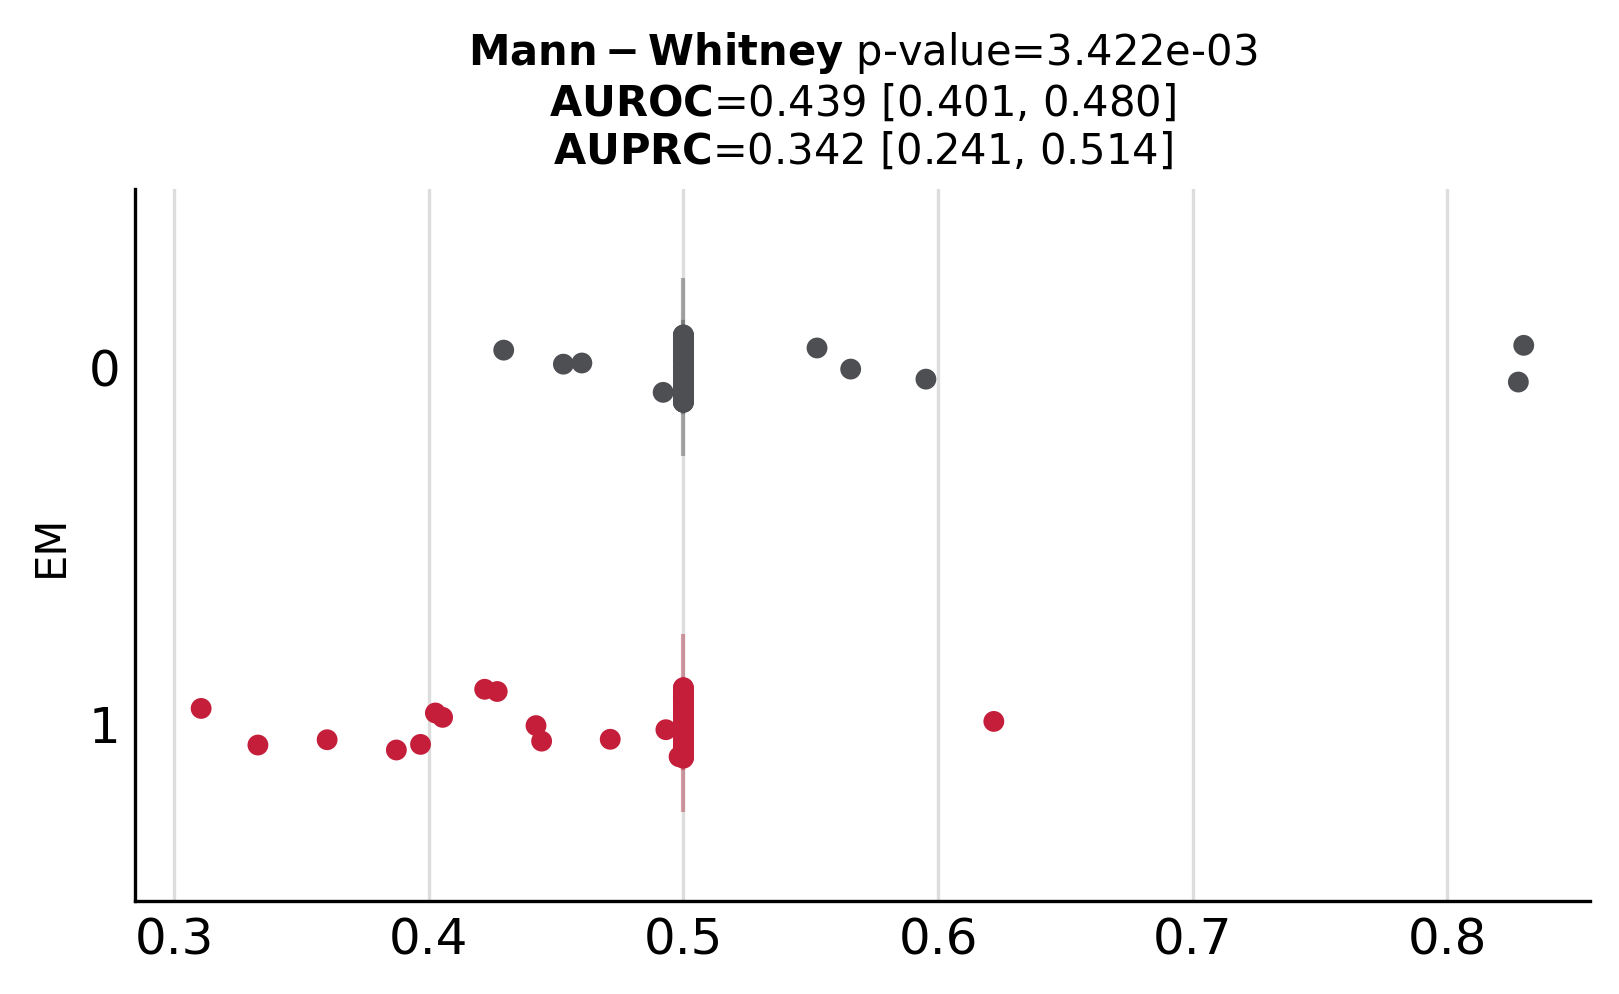 Mann−Whitney p-value=3.422e-03
AUROC=0.439 [0.401, 0.480]
AUPRC=0.342 [0.241, 0.514]
0
EM
1
0.3 0.4 0.5 0.6 0.7 0.8